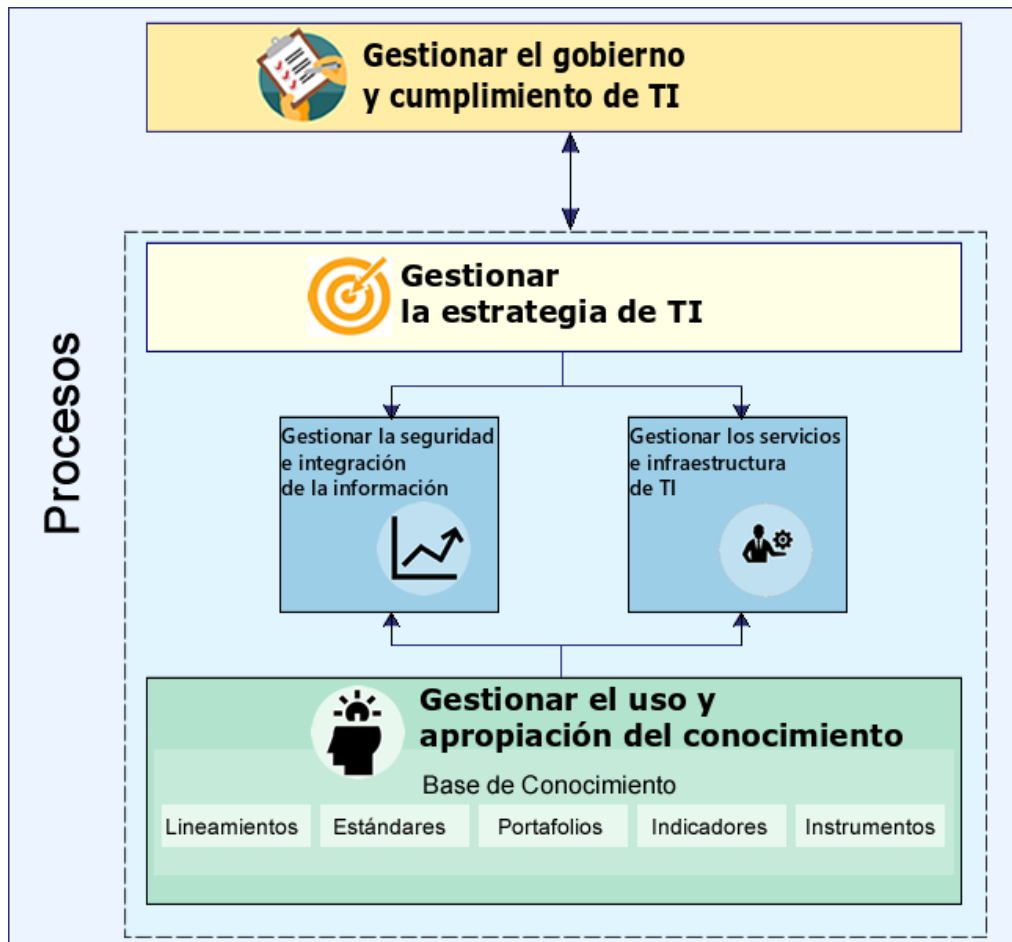 Procesos
Gestionar el gobierno
y cumplimiento de TI
Gestionar
la estrategia de TI
Gestionar la seguridad
e integración
de la información
Gestionar los servicios
e infraestructura
de TI
Gestionar el uso y
apropiación del conocimiento
Base de Conocimiento
Lineamientos
Estándares
Portafolios
Indicadores
Instrumentos